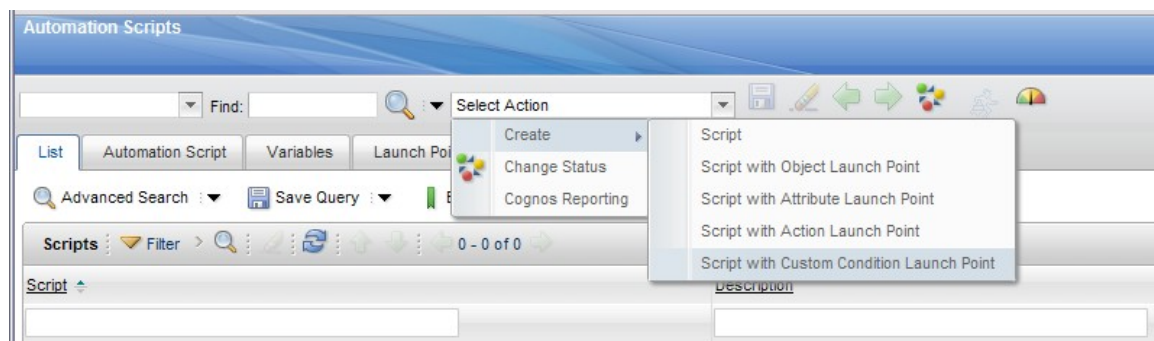 Automation Scripts
Find: Select Action
Create Script
List Automation Script Variables Launch Poi Change Status Script with Object Launch Point
Advanced Search Save Query Cognos Reporting Script with Attribute Launch Point
Scripts Filter 0 - 0 of 0 Script with Action Launch Point
Script with Custom Condition Launch Point
Script Description